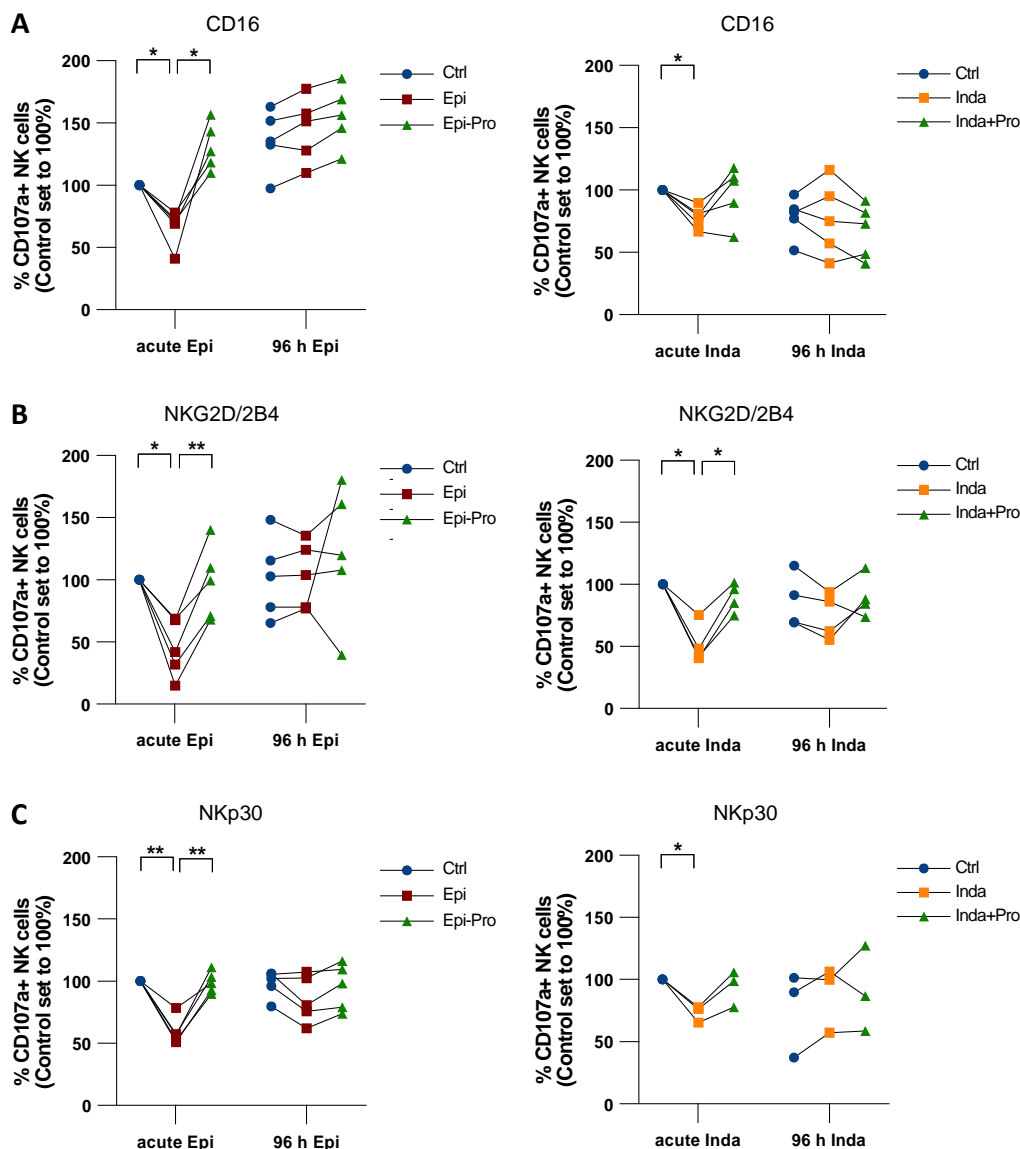 A
CD16
% CD107a+ NK cells
(Control set to 100%)
200
150
100
50
0
* *
acute Epi
96 h Epi
Ctrl
Epi
Epi-Pro
CD16
% CD107a+ NK cells
(Control set to 100%)
200
150
100
50
0
*
acute Inda
96 h Inda
Ctrl
Inda
Inda+Pro
B
NKG2D/2B4
% CD107a+ NK cells
(Control set to 100%)
200
150
100
50
0
* **
acute Epi
96 h Epi
Ctrl
Epi
Epi-Pro
NKG2D/2B4
% CD107a+ NK cells
(Control set to 100%)
200
150
100
50
0
* *
acute Inda
96 h Inda
Ctrl
Inda
Inda+Pro
C
NKp30
% CD107a+ NK cells
(Control set to 100%)
200
150
100
50
0
** **
acute Epi
96 h Epi
Ctrl
Epi
Epi-Pro
NKp30
% CD107a+ NK cells
(Control set to 100%)
200
150
100
50
0
*
acute Inda
96 h Inda
Ctrl
Inda
Inda+Pro